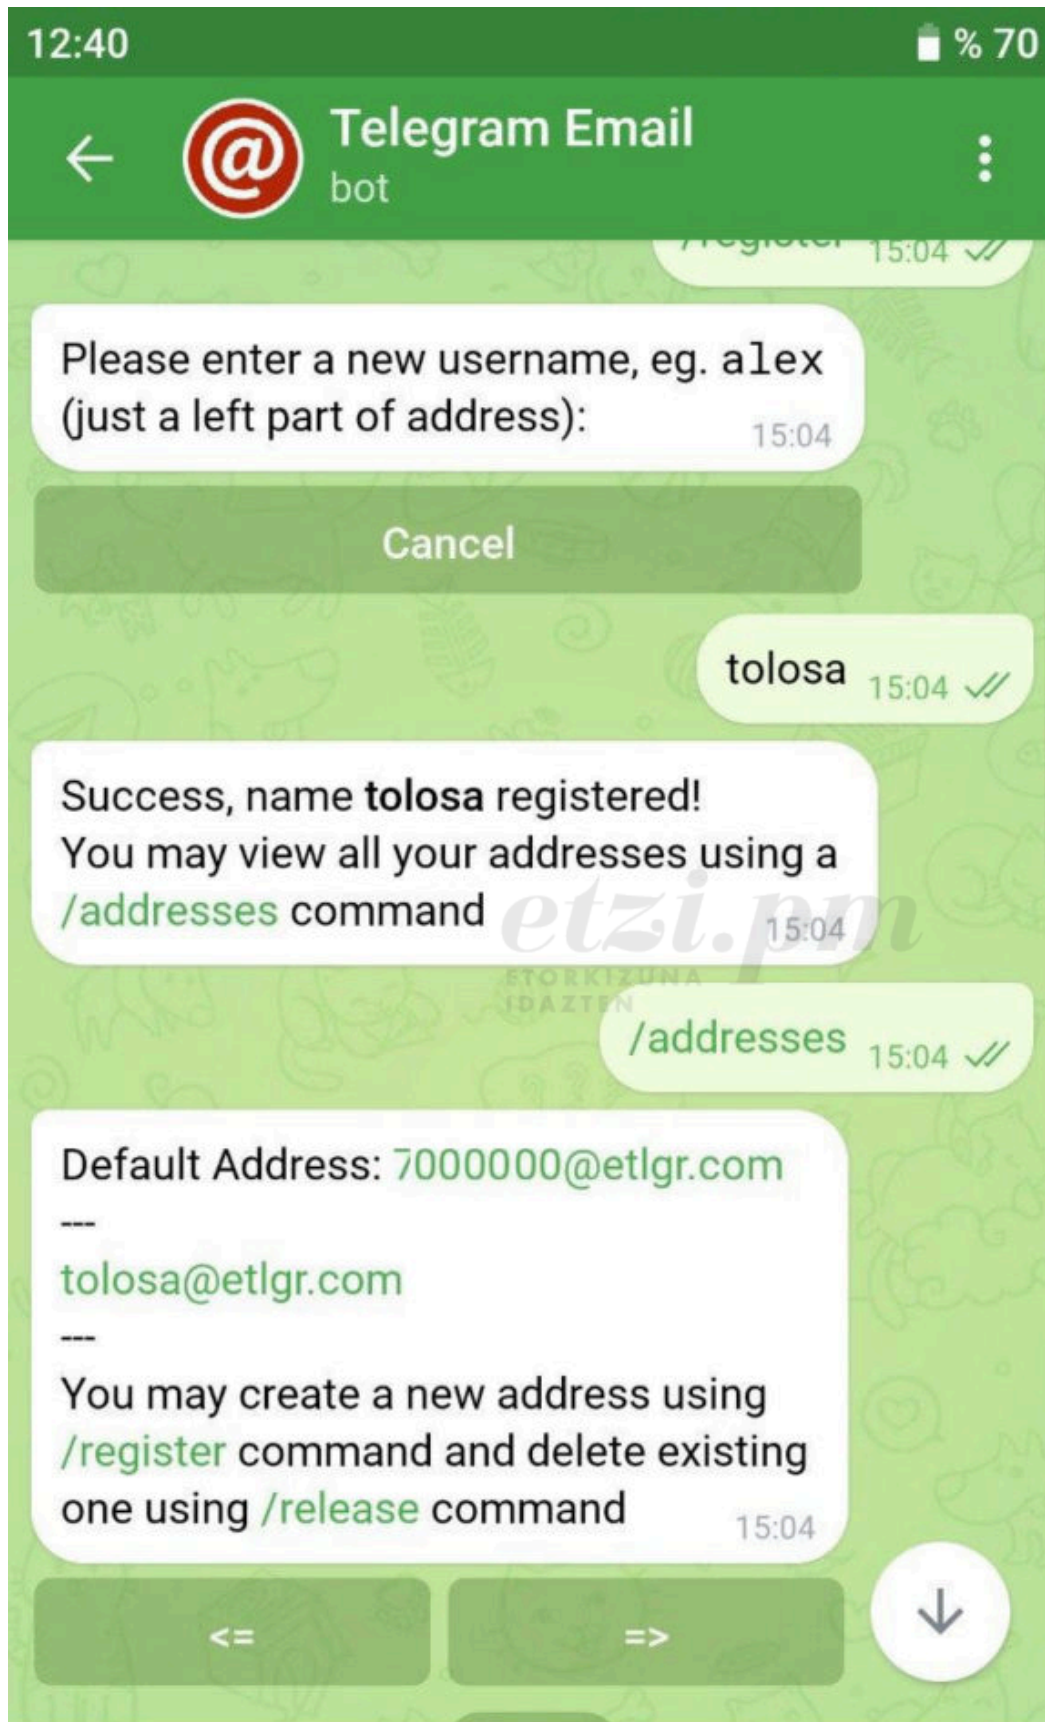 12:40
% 70
Telegram Email
bot
/register 15:04
Please enter a new username, eg. alex
(just a left part of address):
15:04
Cancel
tolosa 15:04
Success, name tolosa registered!
You may view all your addresses using a
/addresses command
15:04
etzi.pm
ETORKIZUNA
IDAZTEN
/addresses 15:04
Default Address: 7000000@etlgr.com
---
tolosa@etlgr.com
---
You may create a new address using
/register command and delete existing
one using /release command
15:04
<= =>